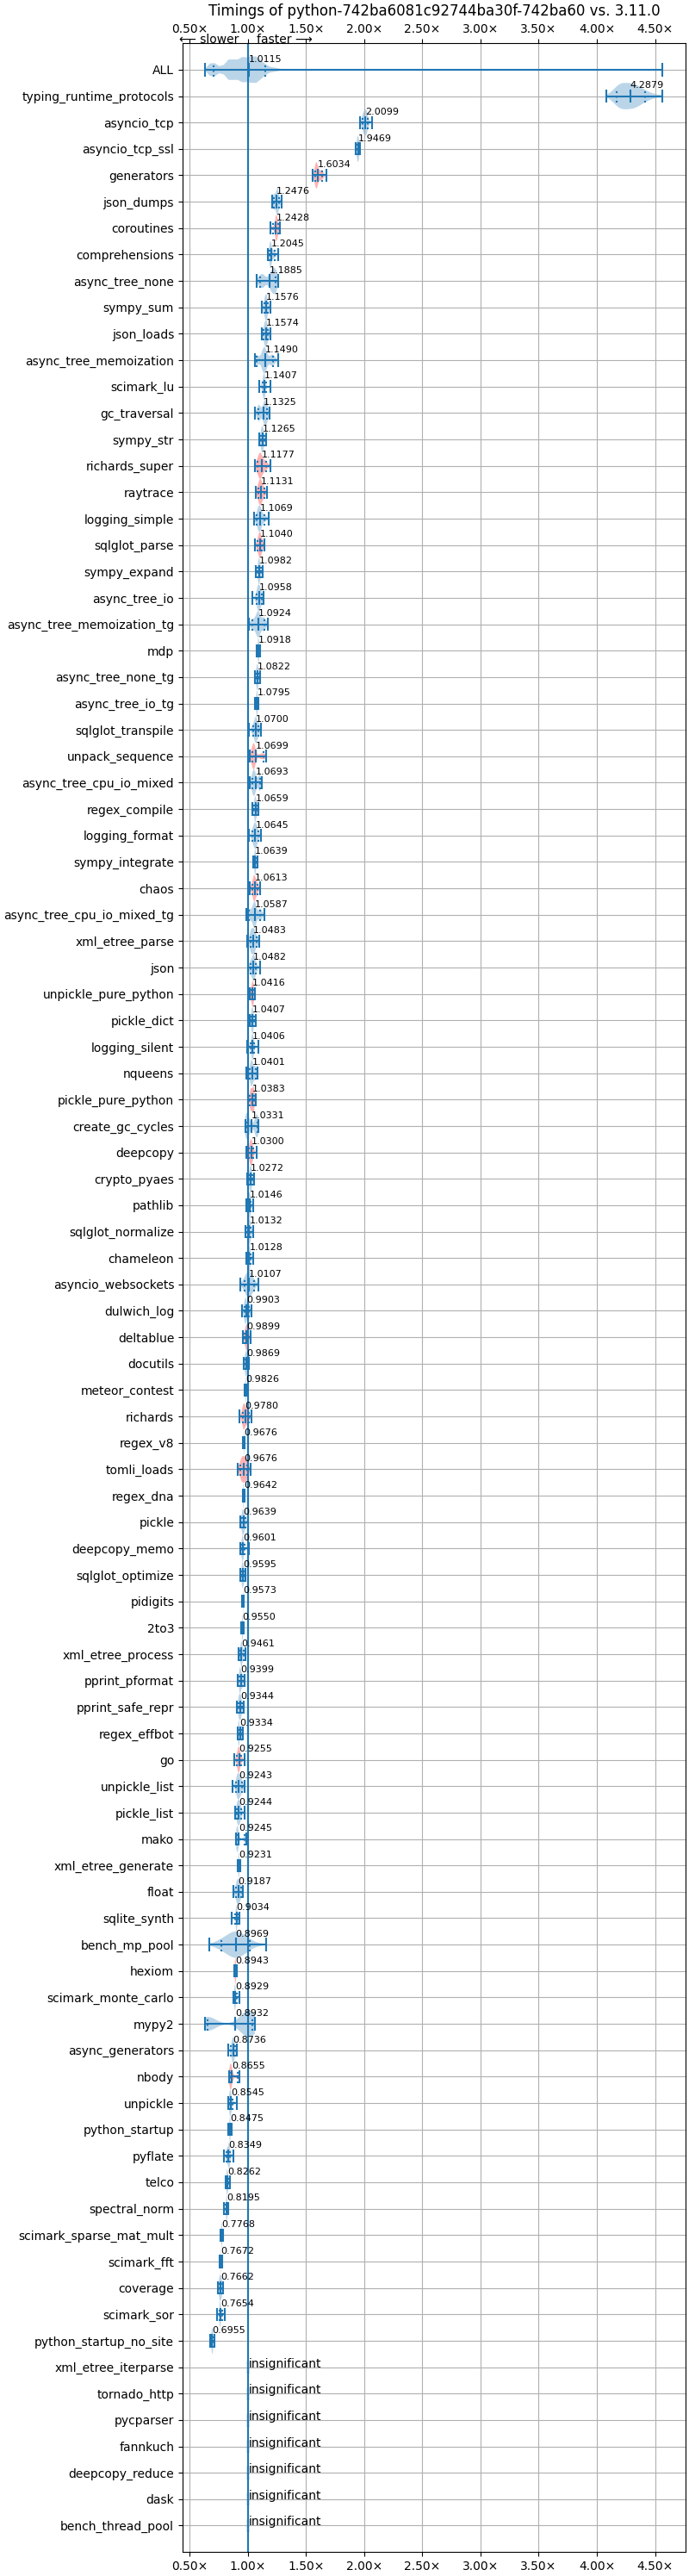 Timings of python-742ba6081c92744ba30f-742ba60 vs. 3.11.0
0.50× 1.00× 1.50× 2.00× 2.50× 3.00× 3.50× 4.00× 4.50×
⟵ slower faster ⟶
ALL 1.0115
typing_runtime_protocols 4.2879
asyncio_tcp 2.0099
asyncio_tcp_ssl 1.9469
generators 1.6034
json_dumps 1.2476
coroutines 1.2428
comprehensions 1.2045
async_tree_none 1.1885
sympy_sum 1.1576
json_loads 1.1574
async_tree_memoization 1.1490
scimark_lu 1.1407
gc_traversal 1.1325
sympy_str 1.1265
richards_super 1.1177
raytrace 1.1131
logging_simple 1.1069
sqlglot_parse 1.1040
sympy_expand 1.0982
async_tree_io 1.0958
async_tree_memoization_tg 1.0924
mdp 1.0918
async_tree_none_tg 1.0822
async_tree_io_tg 1.0795
sqlglot_transpile 1.0700
unpack_sequence 1.0699
async_tree_cpu_io_mixed 1.0693
regex_compile 1.0659
logging_format 1.0645
sympy_integrate 1.0639
chaos 1.0613
async_tree_cpu_io_mixed_tg 1.0587
xml_etree_parse 1.0483
json 1.0482
unpickle_pure_python 1.0416
pickle_dict 1.0407
logging_silent 1.0406
nqueens 1.0401
pickle_pure_python 1.0383
create_gc_cycles 1.0331
deepcopy 1.0300
crypto_pyaes 1.0272
pathlib 1.0146
sqlglot_normalize 1.0132
chameleon 1.0128
asyncio_websockets 1.0107
dulwich_log 0.9903
deltablue 0.9899
docutils 0.9869
meteor_contest 0.9826
richards 0.9780
regex_v8 0.9676
tomli_loads 0.9676
regex_dna 0.9642
pickle 0.9639
deepcopy_memo 0.9601
sqlglot_optimize 0.9595
pidigits 0.9573
2to3 0.9550
xml_etree_process 0.9461
pprint_pformat 0.9399
pprint_safe_repr 0.9344
regex_effbot 0.9334
go 0.9255
unpickle_list 0.9243
pickle_list 0.9244
mako 0.9245
xml_etree_generate 0.9231
float 0.9187
sqlite_synth 0.9034
bench_mp_pool 0.8969
hexiom 0.8943
scimark_monte_carlo 0.8929
mypy2 0.8932
async_generators 0.8736
nbody 0.8655
unpickle 0.8545
python_startup 0.8475
pyflate 0.8349
telco 0.8262
spectral_norm 0.8195
scimark_sparse_mat_mult 0.7768
scimark_fft 0.7672
coverage 0.7662
scimark_sor 0.7654
python_startup_no_site 0.6955
xml_etree_iterparse insignificant
tornado_http insignificant
pycparser insignificant
fannkuch insignificant
deepcopy_reduce insignificant
dask insignificant
bench_thread_pool insignificant
0.50× 1.00× 1.50× 2.00× 2.50× 3.00× 3.50× 4.00× 4.50×